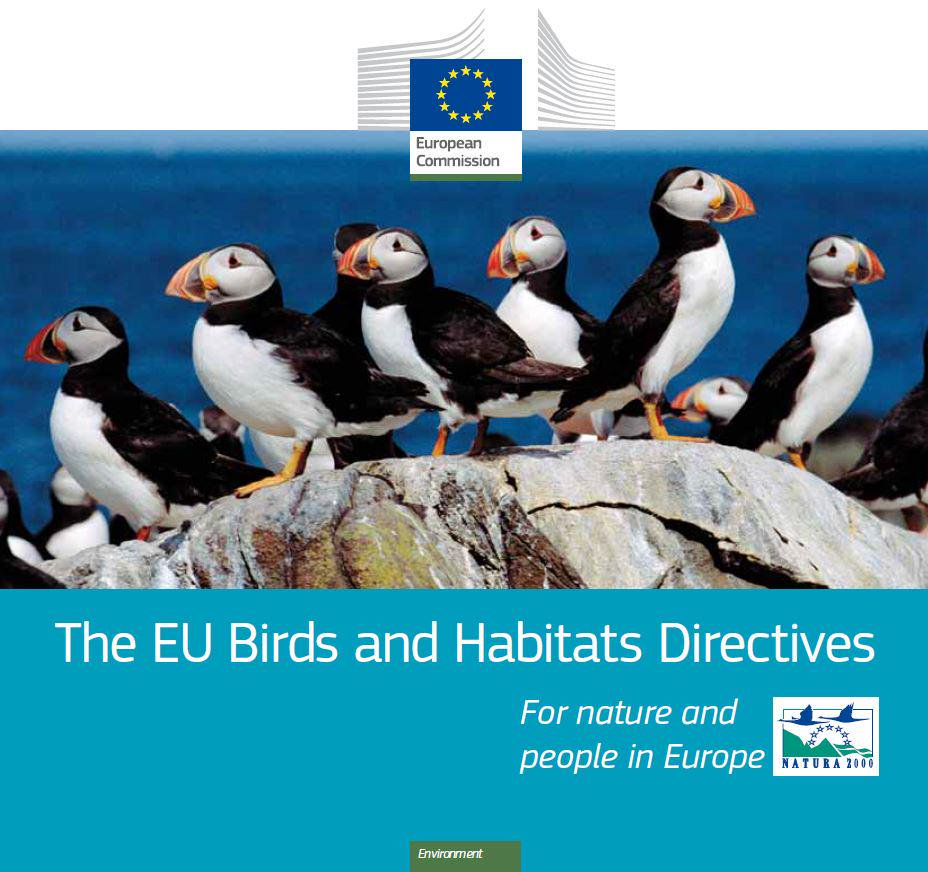 European
Commission
The EU Birds and Habitats Directives
For nature and
people in Europe
NATURA 2000
Environment